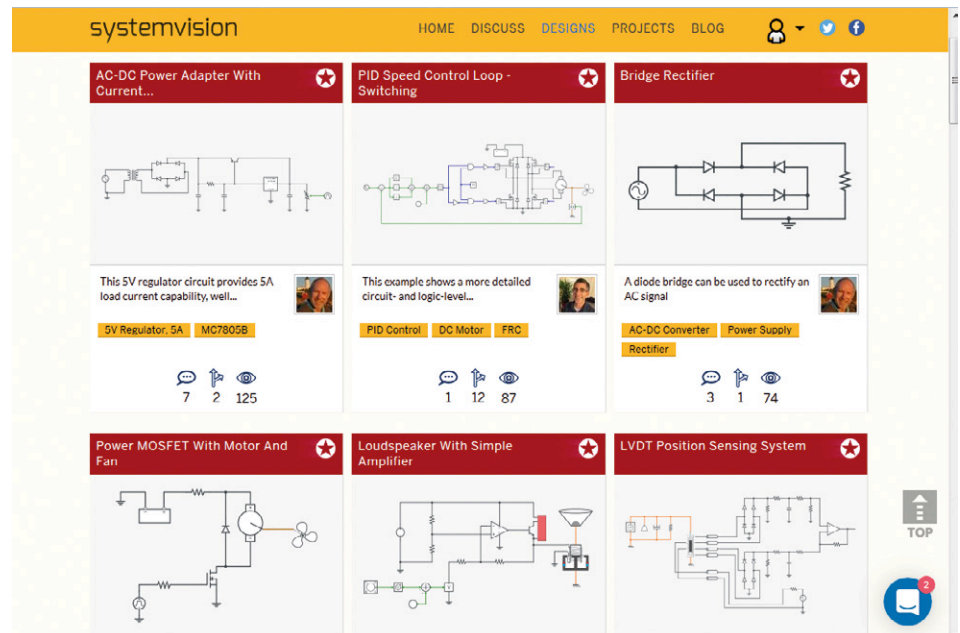 systemvision
HOME DISCUSS DESIGNS PROJECTS BLOG
AC-DC Power Adapter With
Current...
PID Speed Control Loop -
Switching
Bridge Rectifier
This 5V regulator circuit provides 5A
load current capability, well...
This example shows a more detailed
circuit- and logic-level...
A diode bridge can be used to rectify an
AC signal
5V Regulator, 5A MC7805B
PID Control DC Motor FRC
AC-DC Converter Power Supply
Rectifier
7 2 125
1 12 87
3 1 74
Power MOSFET With Motor And
Fan
Loudspeaker With Simple
Amplifier
LVDT Position Sensing System
TOP
2